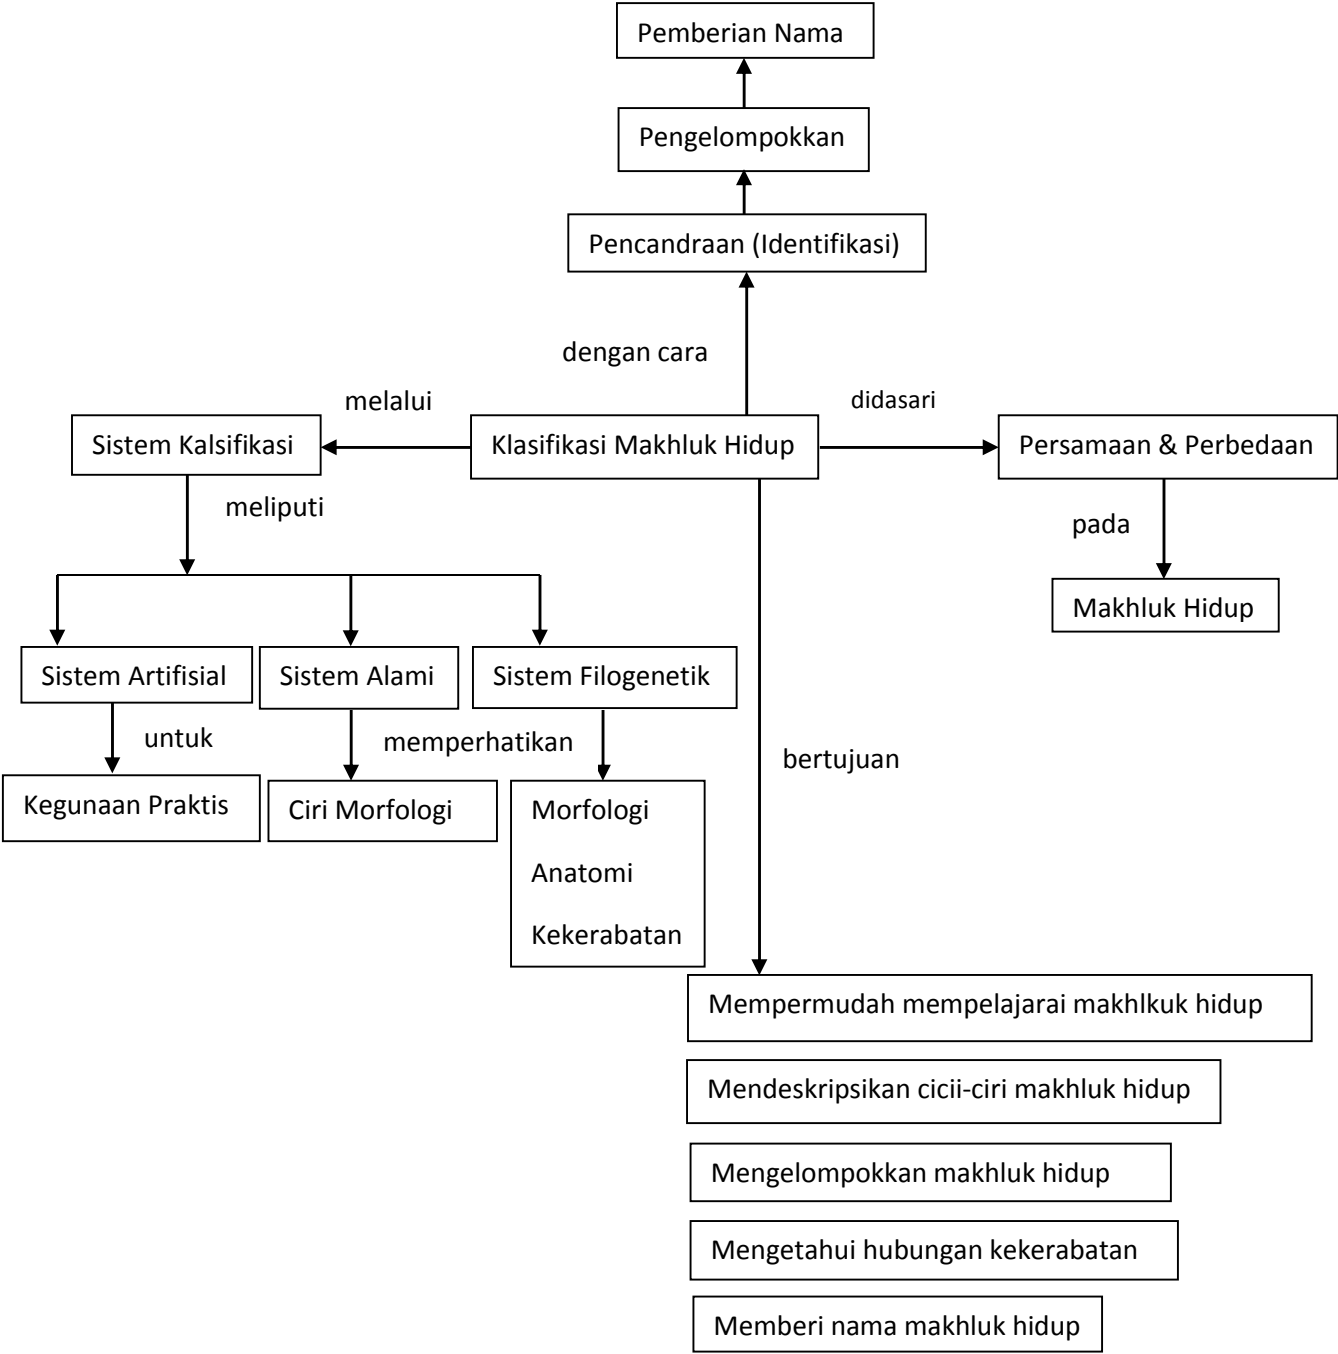 Pemberian Nama
Pengelompokkan
Pencandraan (Identifikasi)
dengan cara
melalui
didasari
Sistem Kalsifikasi
Klasifikasi Makhluk Hidup
Persamaan & Perbedaan
meliputi
pada
Makhluk Hidup
Sistem Artifisial
Sistem Alami
Sistem Filogenetik
untuk
memperhatikan
bertujuan
Kegunaan Praktis
Ciri Morfologi
Morfologi
Anatomi
Kekerabatan
Mempermudah mempelajarai makhlkuk hidup
Mendeskripsikan cicii-ciri makhluk hidup
Mengelompokkan makhluk hidup
Mengetahui hubungan kekerabatan
Memberi nama makhluk hidup